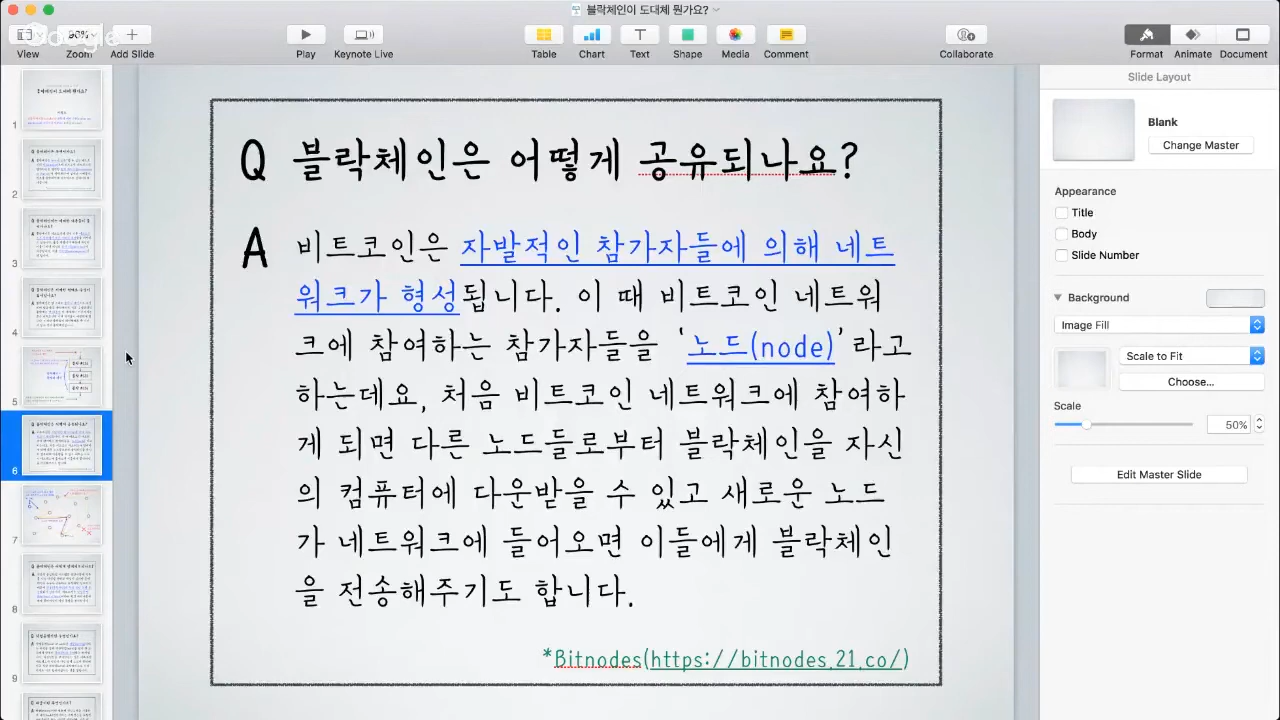 블락체인이 도대체 뭔가요?
Google
View
Zoom
Add Slide
Play
Keynote Live
Table
Chart
Text
Shape
Media
Comment
Collaborate
Format
Animate
Document
1
2
3
4
5
6
7
8
9
Q 블락체인은 어떻게 공유되나요?
A 비트코인은 자발적인 참가자들에 의해 네트
워크가 형성됩니다. 이 때 비트코인 네트워
크에 참여하는 참가자들을 ‘노드(node)’라고
하는데요, 처음 비트코인 네트워크에 참여하
게 되면 다른 노드들로부터 블락체인을 자신
의 컴퓨터에 다운받을 수 있고 새로운 노드
가 네트워크에 들어오면 이들에게 블락체인
을 전송해주기도 합니다.
*Bitnodes(https://bitnodes.21.co/)
Slide Layout
Blank
Change Master
Appearance
Title
Body
Slide Number
Background
Image Fill
Scale to Fit
Choose...
Scale
50%
Edit Master Slide